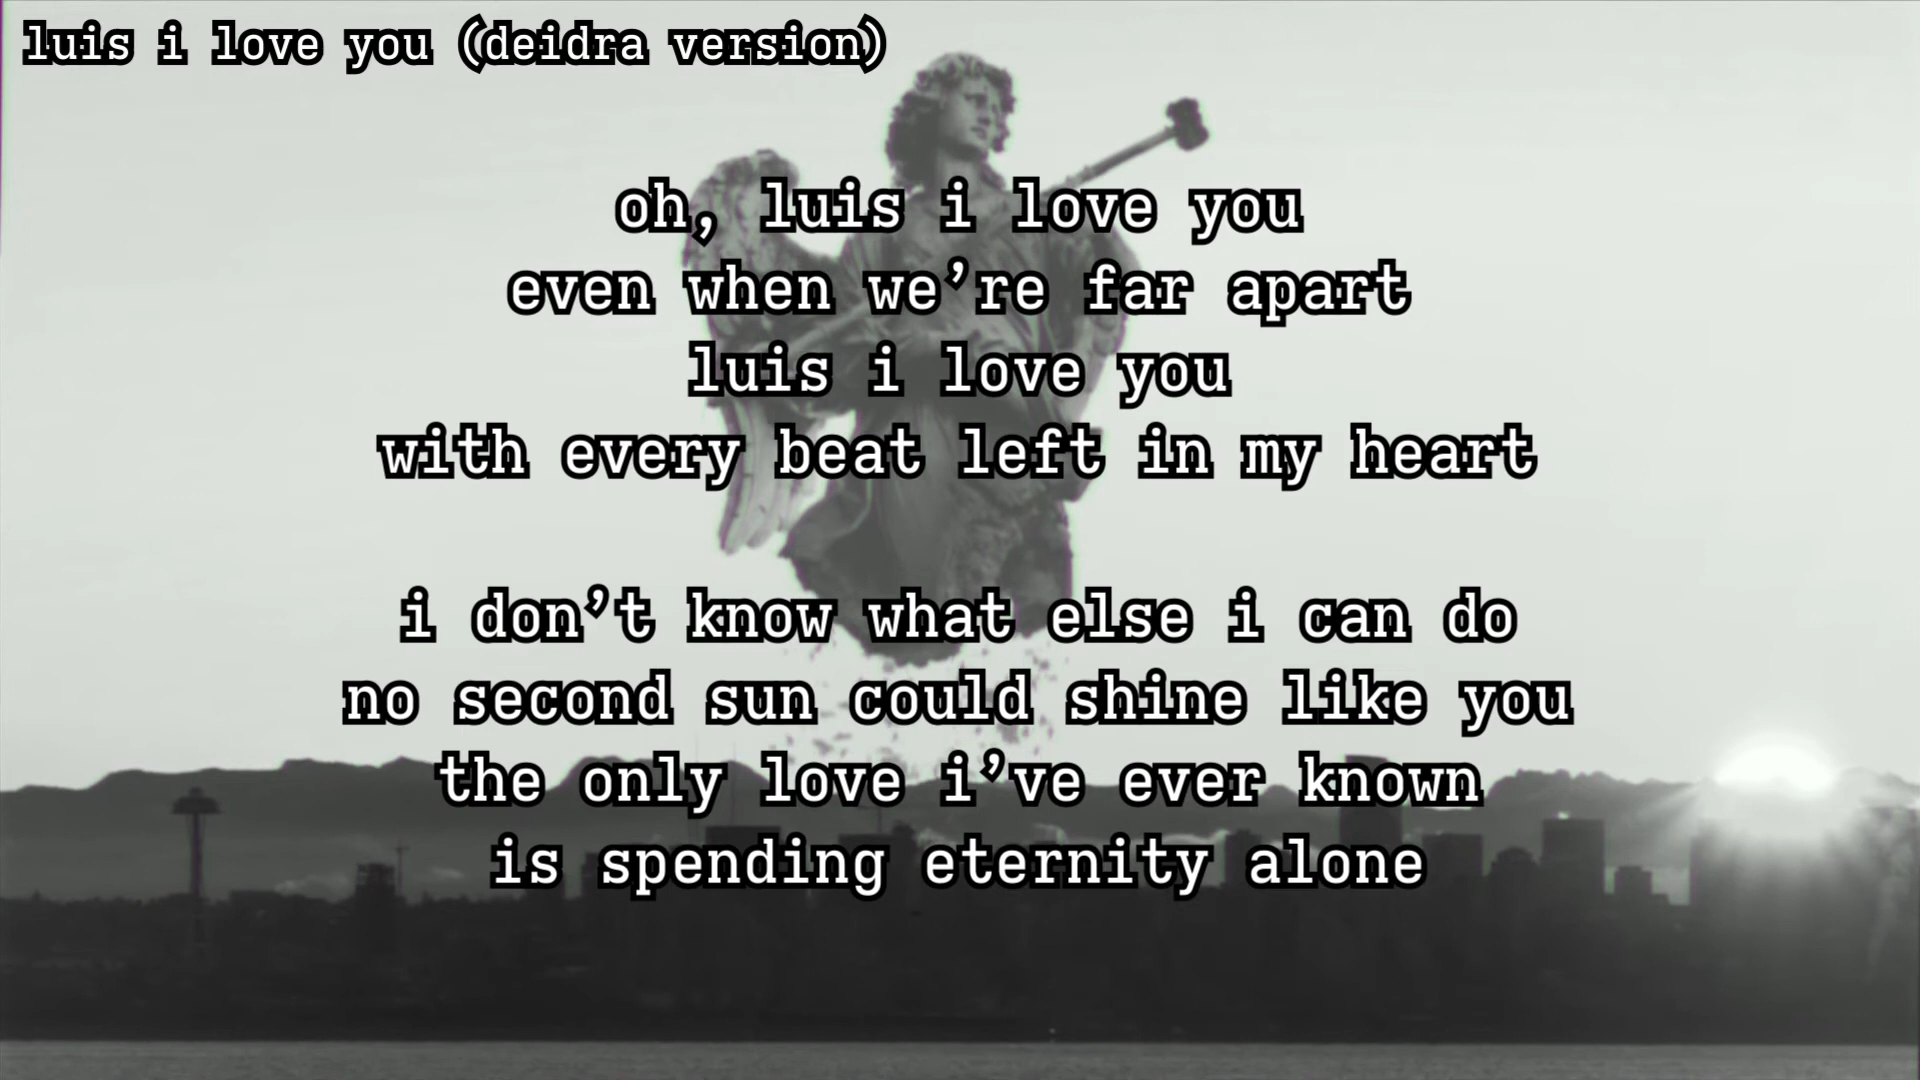 luis i love you (deidra version)
oh, luis i love you
even when we’re far apart
luis i love you
with every beat left in my heart
i don’t know what else i can do
no second sun could shine like you
the only love i’ve ever known
is spending eternity alone